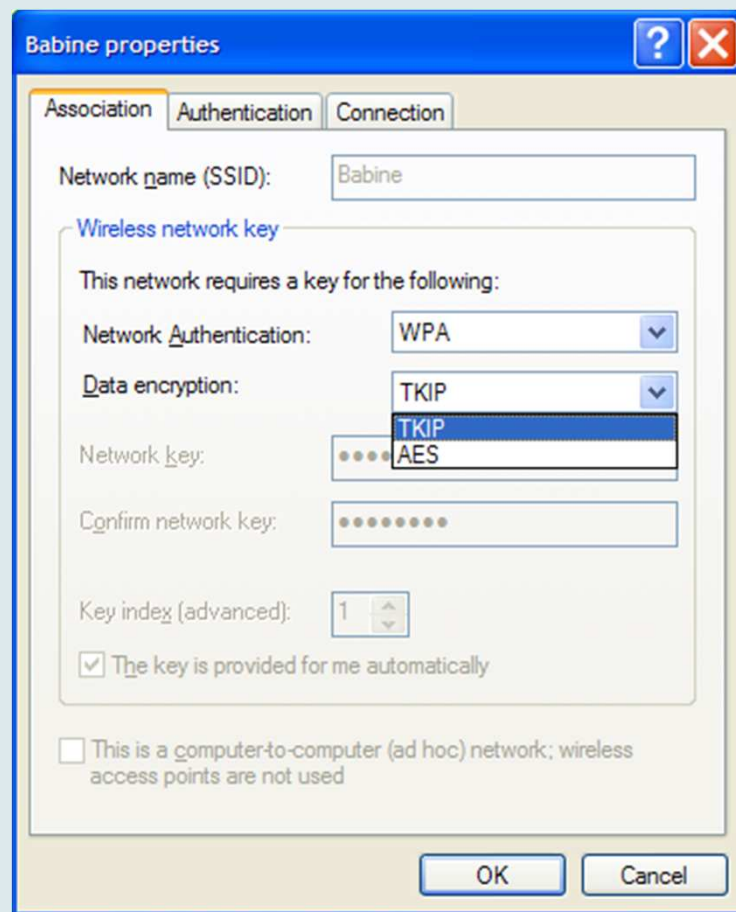 Babine properties
Association Authentication Connection
Network name (SSID): Babine
Wireless network key
This network requires a key for the following:
Network Authentication: WPA
Data encryption: TKIP
TKIP
AES
Network key:
Confirm network key: ●●●●●●●●
Key index (advanced): 1
The key is provided for me automatically
This is a computer-to-computer (ad hoc) network; wireless
access points are not used
OK Cancel